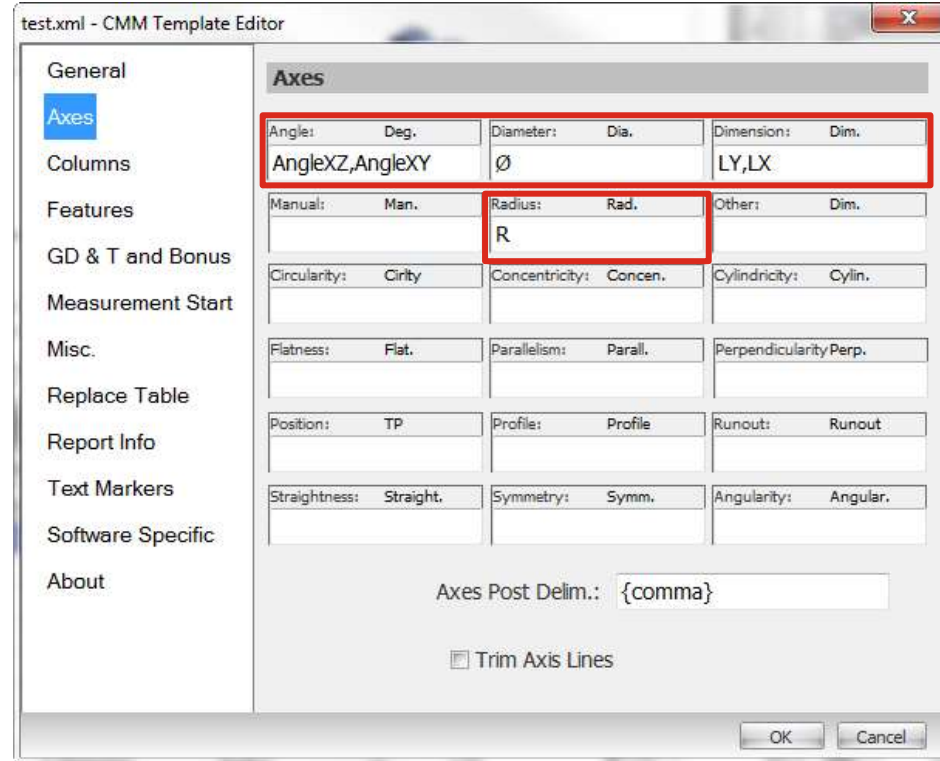 test.xml - CMM Template Editor
x
General
Axes
Columns
Features
GD & T and Bonus
Measurement Start
Misc.
Replace Table
Report Info
Text Markers
Software Specific
About
Axes
Angle: Deg. Diameter: Dia. Dimension: Dim.
AngleXZ,AngleXY Ø LY,LX
Manual: Man. Radius: Rad. Other: Dim.
R
Circularity: Cirlty Concentricity: Concen. Cylindricity: Cylin.
Flatness: Flat. Parallelism: Parall. Perpendicularity Perp.
Position: TP Profile: Profile Runout: Runout
Straightness: Straight. Symmetry: Symm. Angularity: Angular.
Axes Post Delim.: {comma}
Trim Axis Lines
OK Cancel